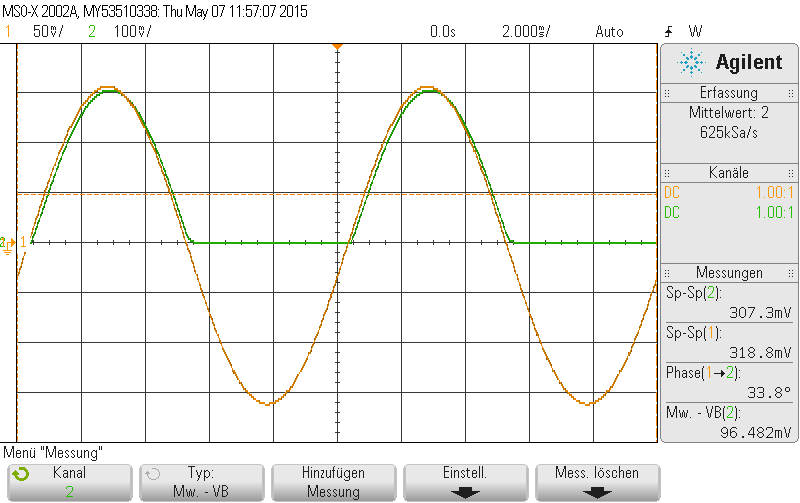 MSO-X 2002A, MY53510338: Thu May 07 11:57:07 2015
1 50V/ 2 100V/ 0.0s 2.000s/ Auto W
Agilent
Erfassung
Mittelwert: 2
625kSa/s
Kanäle
DC 1.00:1
DC 1.00:1
Messungen
Sp-Sp(2):
307.3mV
Sp-Sp(1):
318.8mV
Phase(1→2):
33.8°
Mw. - VB(2):
96.482mV
2 1
Menü "Messung"
Kanal
2
Typ:
Mw. - VB
Hinzufügen
Messung
Einstell.
Mess. löschen